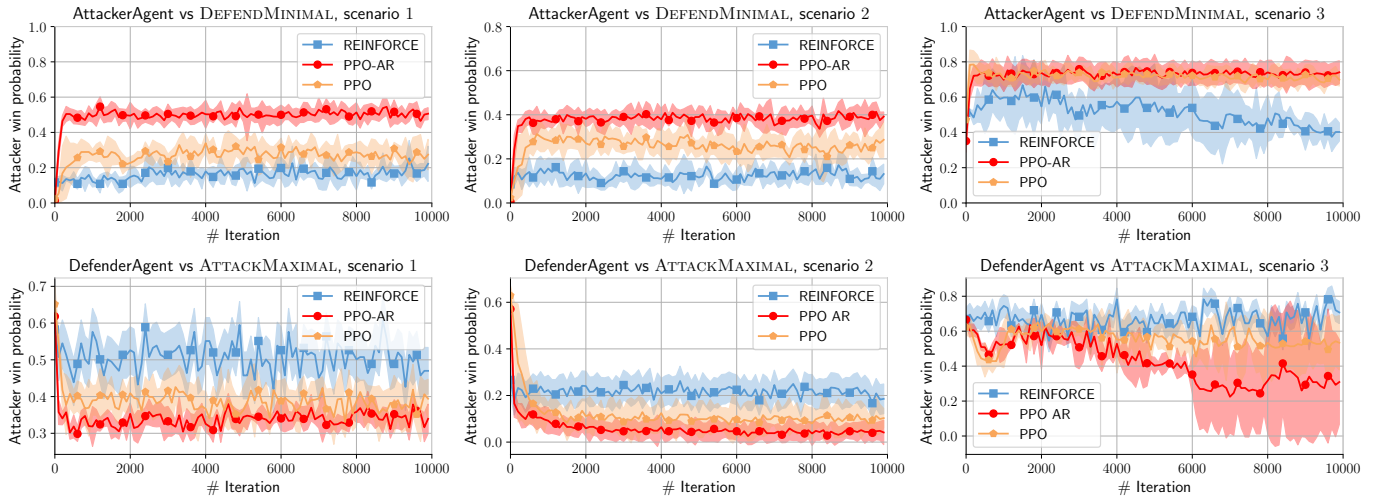 AttackerAgent vs DEFENDMINIMAL, scenario 1
Attacker win probability
1.0
0.8
0.6
0.4
0.2
0.0
REINFORCE
PPO-AR
PPO
0
2000
4000
6000
8000
10000
# Iteration
AttackerAgent vs DEFENDMINIMAL, scenario 2
Attacker win probability
0.8
0.6
0.4
0.2
0.0
REINFORCE
PPO-AR
PPO
0
2000
4000
6000
8000
10000
# Iteration
AttackerAgent vs DEFENDMINIMAL, scenario 3
Attacker win probability
1.0
0.8
0.6
0.4
0.2
0.0
REINFORCE
PPO-AR
PPO
0
2000
4000
6000
8000
10000
# Iteration
DefenderAgent vs ATTACKMAXIMAL, scenario 1
Attacker win probability
0.7
0.6
0.5
0.4
0.3
REINFORCE
PPO-AR
PPO
0
2000
4000
6000
8000
10000
# Iteration
DefenderAgent vs ATTACKMAXIMAL, scenario 2
Attacker win probability
0.6
0.4
0.2
0.0
REINFORCE
PPO AR
PPO
0
2000
4000
6000
8000
10000
# Iteration
DefenderAgent vs ATTACKMAXIMAL, scenario 3
Attacker win probability
0.8
0.6
0.4
0.2
0.0
REINFORCE
PPO AR
PPO
0
2000
4000
6000
8000
10000
# Iteration